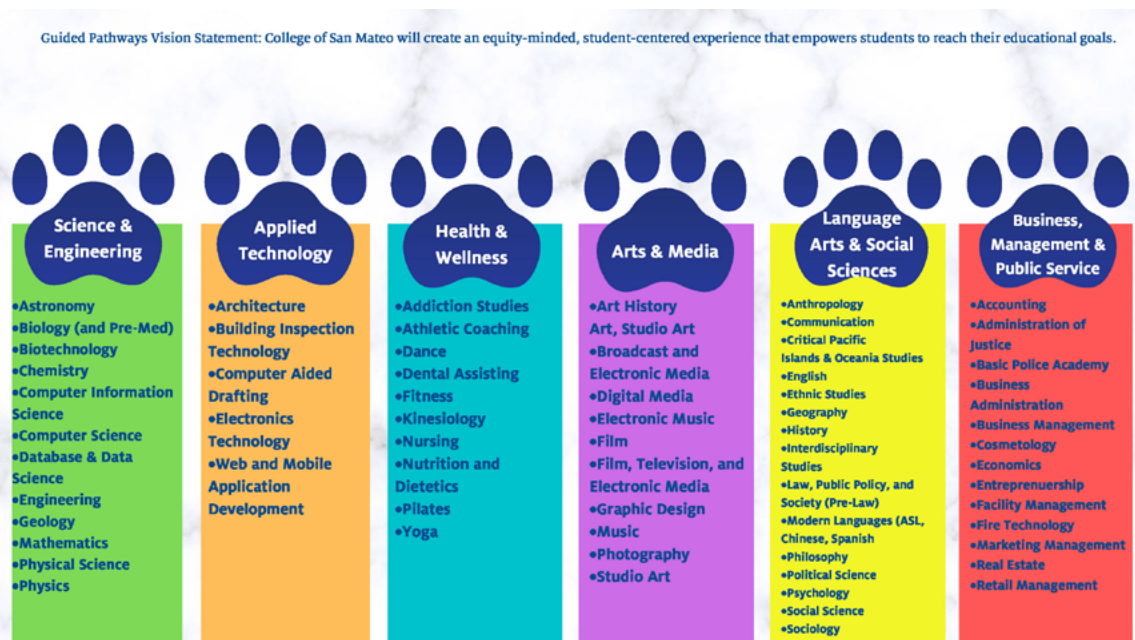 Guided Pathways Vision Statement: College of San Mateo will create an equity-minded, student-centered experience that empowers students to reach their educational goals.
Science &
Engineering
•Astronomy
•Biology (and Pre-Med)
•Biotechnology
•Chemistry
•Computer Information
Science
•Computer Science
•Database & Data
Science
•Engineering
•Geology
•Mathematics
•Physical Science
•Physics
Applied
Technology
•Architecture
•Building Inspection
Technology
•Computer Aided
Drafting
•Electronics
Technology
•Web and Mobile
Application
Development
Health &
Wellness
•Addiction Studies
•Athletic Coaching
•Dance
•Dental Assisting
•Fitness
•Kinesiology
•Nursing
•Nutrition and
Dietetics
•Pilates
•Yoga
Arts & Media
•Art History
Art, Studio Art
•Broadcast and
Electronic Media
•Digital Media
•Electronic Music
•Film
•Film, Television, and
Electronic Media
•Graphic Design
•Music
•Photography
•Studio Art
Language
Arts & Social
Sciences
•Anthropology
•Communication
•Critical Pacific
Islands & Oceania Studies
•English
•Ethnic Studies
•Geography
•History
•Interdisciplinary
Studies
•Law, Public Policy, and
Society (Pre-Law)
•Modern Languages (ASL,
Chinese, Spanish
•Philosophy
•Political Science
•Psychology
•Social Science
•Sociology
Business,
Management &
Public Service
•Accounting
•Administration of
Justice
•Basic Police Academy
•Business
Administration
•Business Management
•Cosmetology
•Economics
•Entreprenuership
•Facility Management
•Fire Technology
•Marketing Management
•Real Estate
•Retail Management